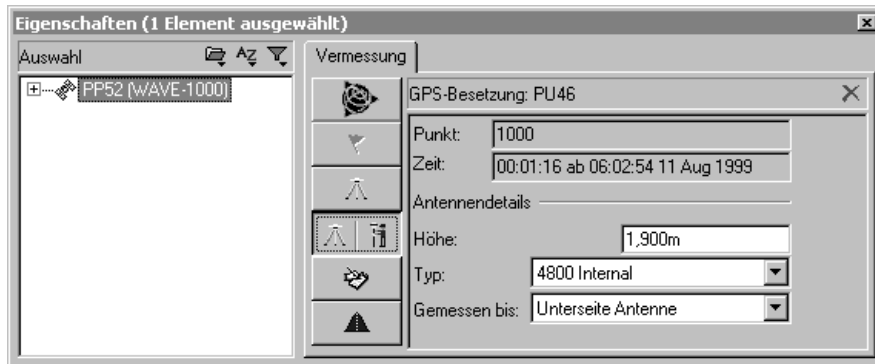 Eigenschaften (1 Element ausgewählt)
Auswahl
AZ
PP52 (WAVE-1000)
Vermessung
GPS-Besetzung: PU46
Punkt: 1000
Zeit: 00:01:16 ab 06:02:54 11 Aug 1999
Antennendetails
Höhe: 1,900m
Typ: 4800 Internal
Gemessen bis: Unterseite Antenne